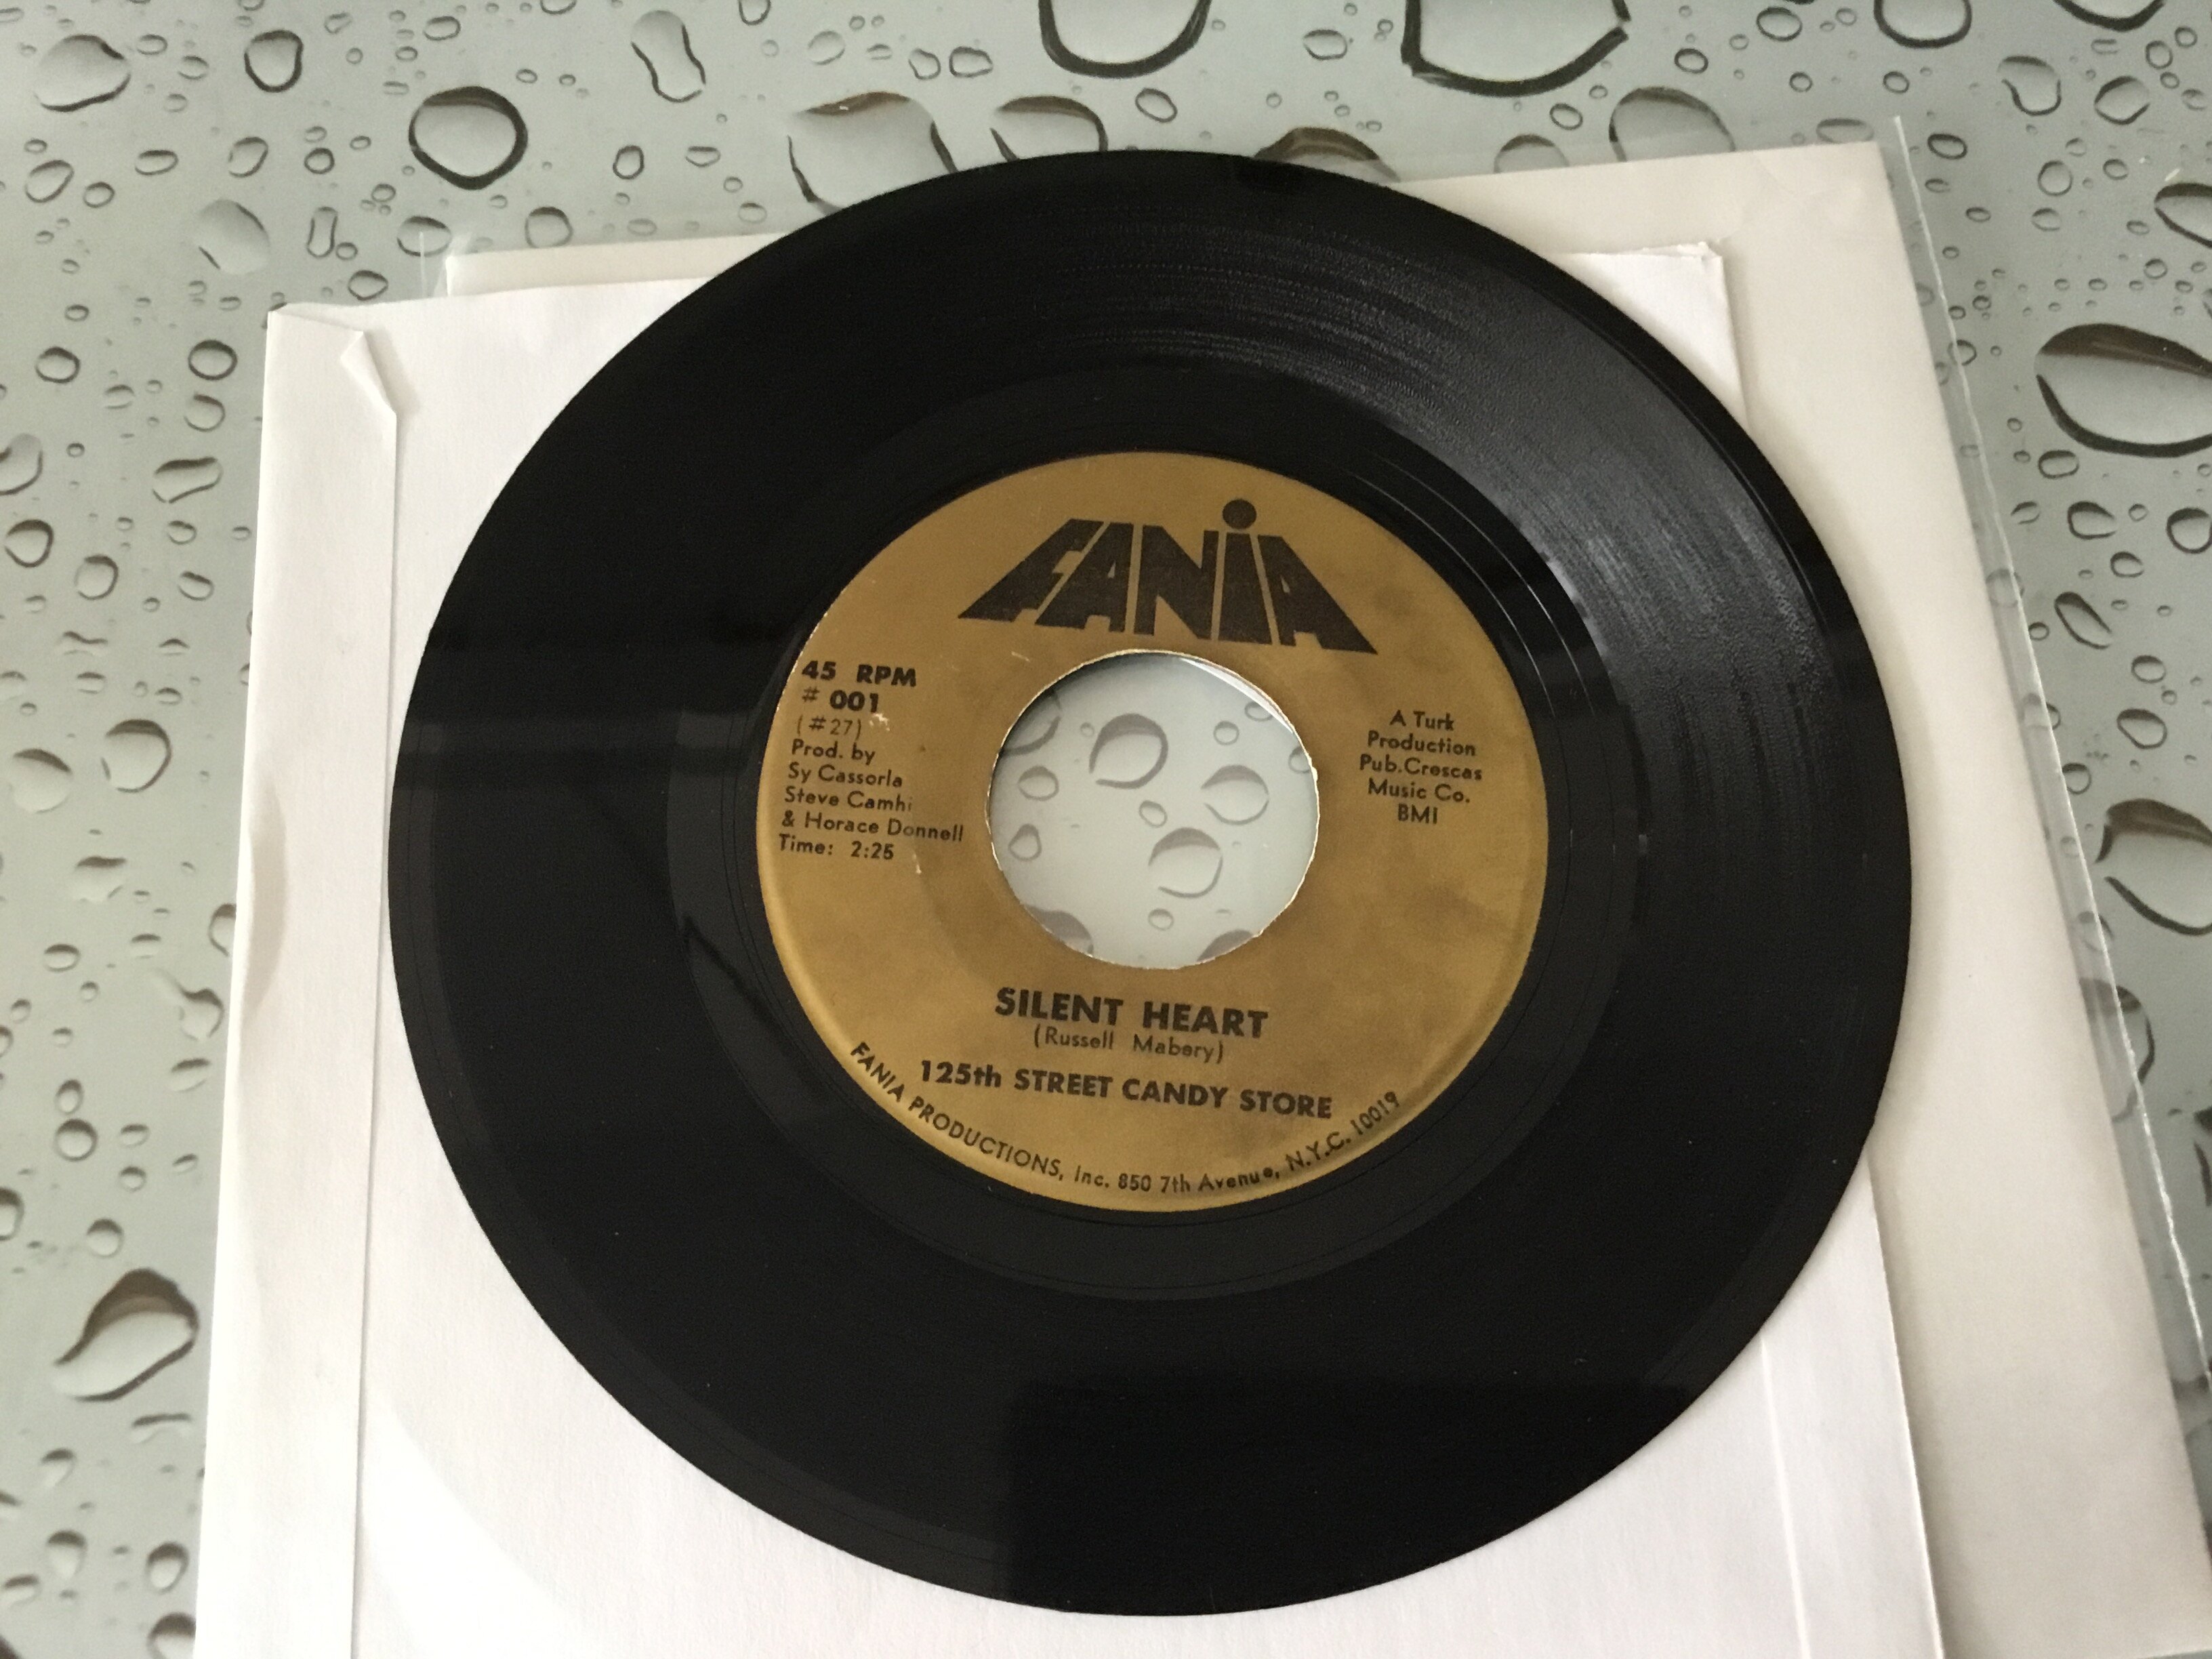 FANiA
45 RPM
# 001
(#27)
Prod. by
Sy Cassorla
Steve Camhi
& Horace Donnell
Time: 2:25
A Turk
Production
Pub.Crescas
Music Co.
BMI
SILENT HEART
(Russell Mabery)
125th STREET CANDY STORE
FANIA PRODUCTIONS, Inc. 850 7th Avenue, N.Y.C. 10019